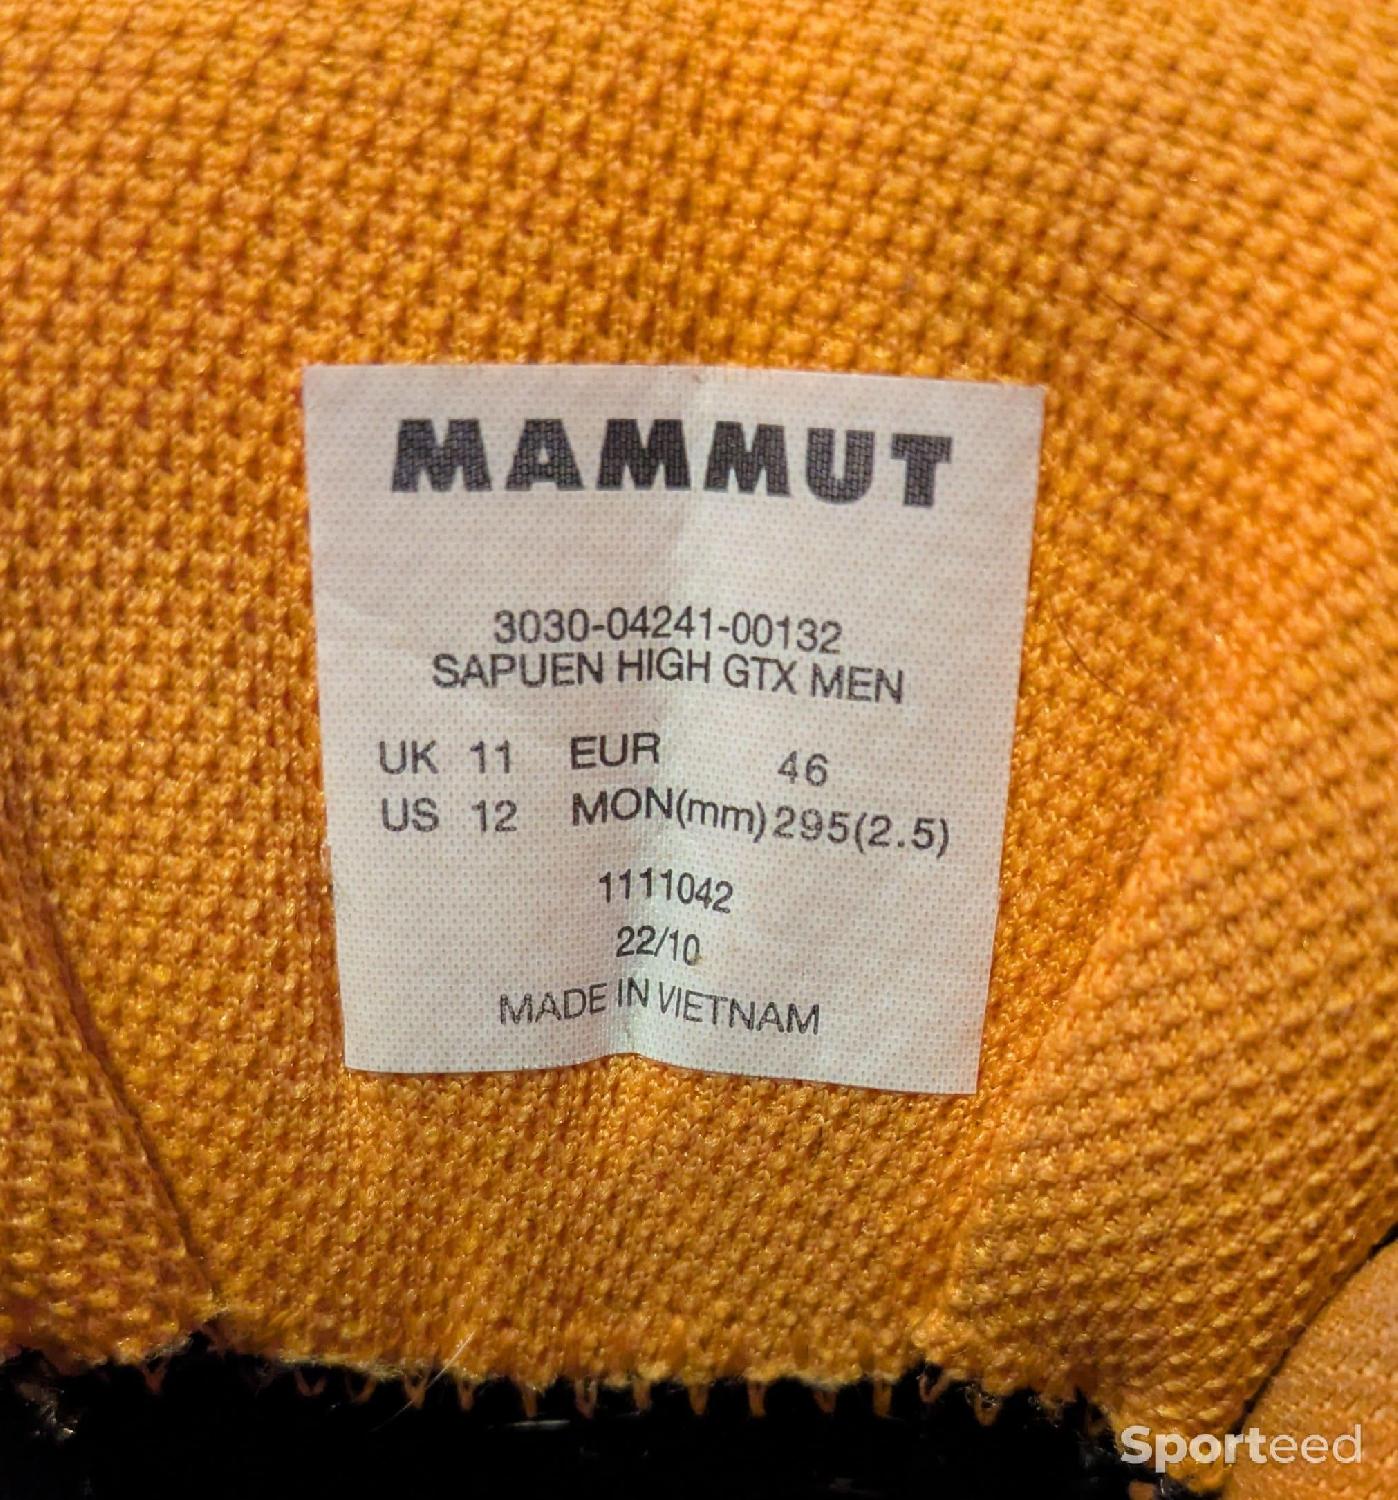 MAMMUT
3030-04241-00132
SAPUEN HIGH GTX MEN
UK 11 EUR 46
US 12 MON(mm) 295(2.5)
1111042
22/10
MADE IN VIETNAM
Sporteed